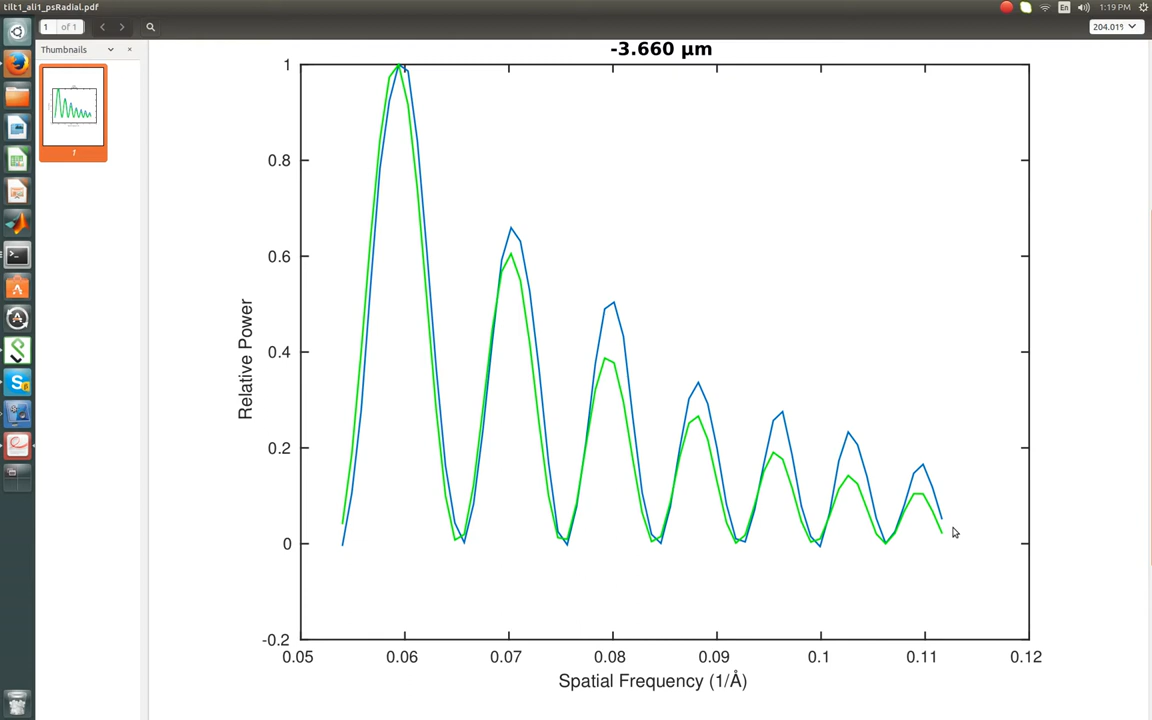 tilt1_ali1_psRadial.pdf
En
1:19 PM
1 of 1
204.01%
Thumbnails
1
-3.660 µm
1
0.8
0.6
0.4
0.2
0
-0.2
Relative Power
0.05 0.06 0.07 0.08 0.09 0.1 0.11 0.12
Spatial Frequency (1/Å)